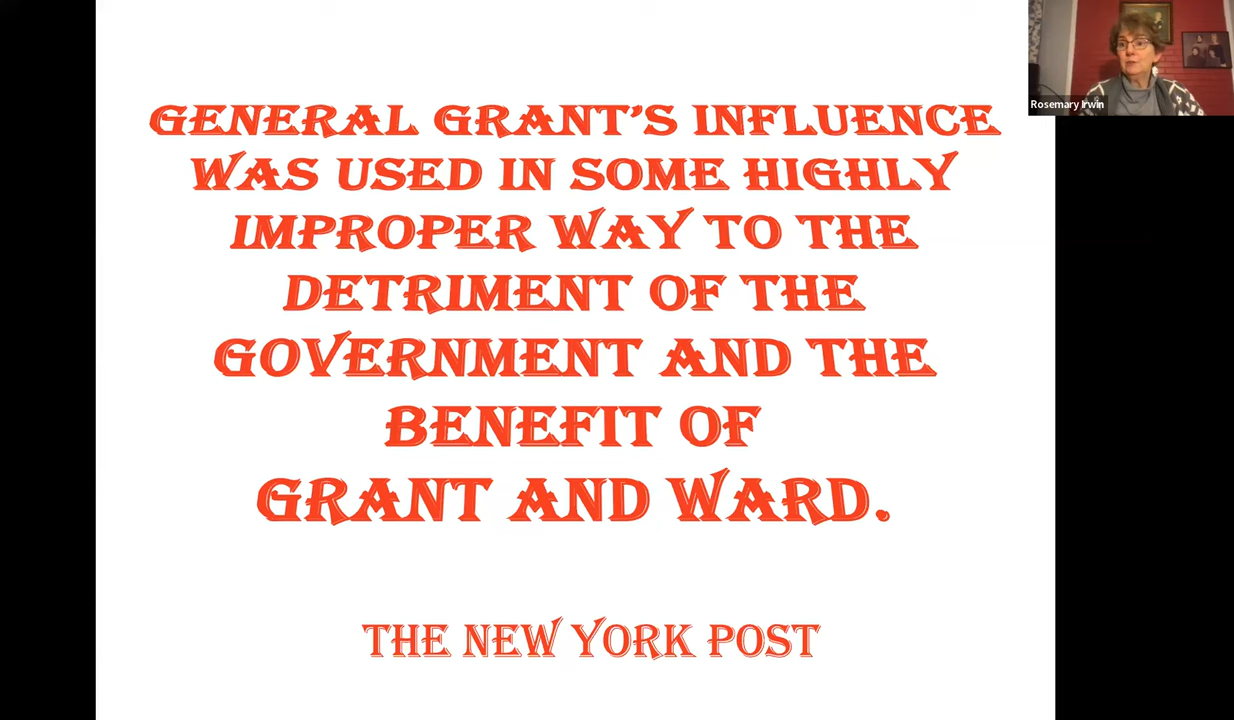 GENERAL GRANT'S INFLUENCE
WAS USED IN SOME HIGHLY
IMPROPER WAY TO THE
DETRIMENT OF THE
GOVERNMENT AND THE
BENEFIT OF
GRANT AND WARD.
THE NEW YORK POST
Rosemary Irwin